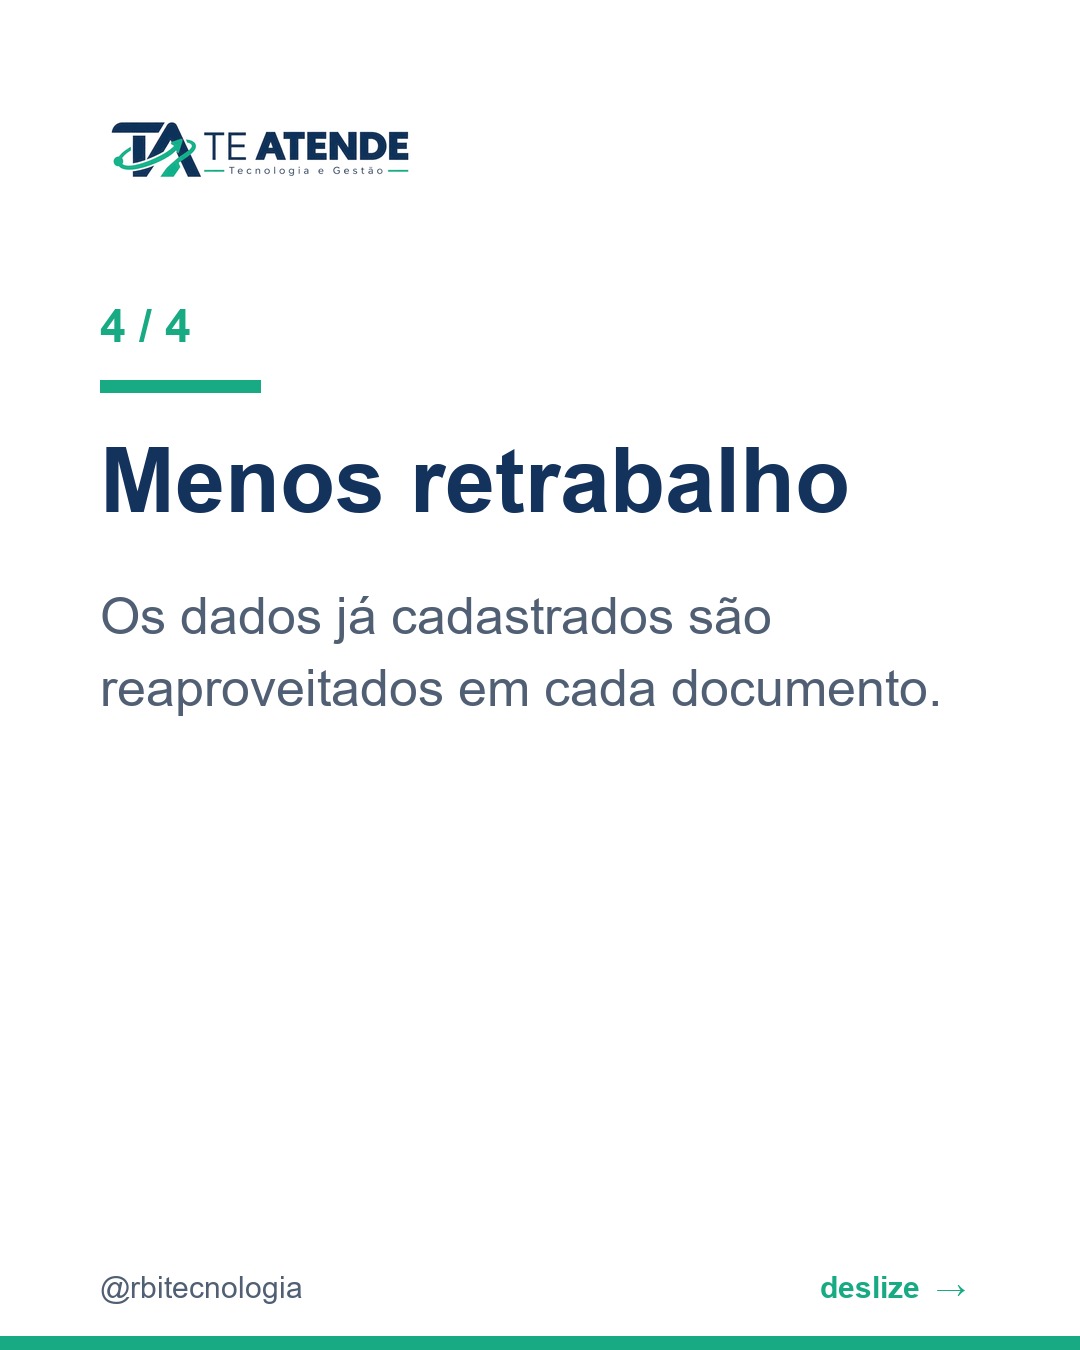 TA TE ATENDE
Tecnologia e Gestão
4 / 4
Menos retrabalho
Os dados já cadastrados são
reaproveitados em cada documento.
@rbitecnologia
deslize →